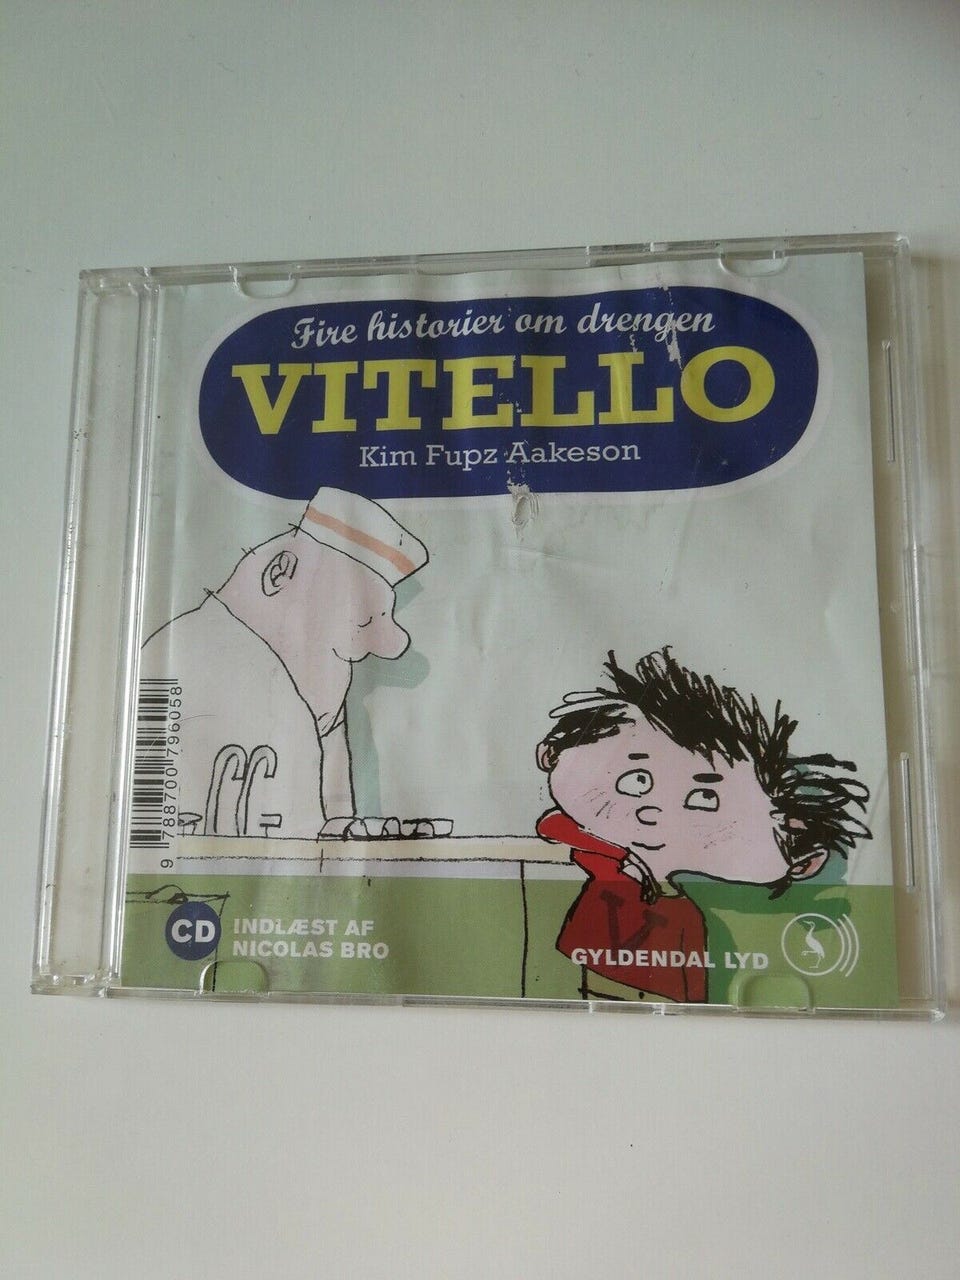 Fire historier om drengen
VITELLO
Kim Fupz Aakeson
9 788700 796058
CD
INDLÆST AF
NICOLAS BRO
V
GYLDENDAL LYD